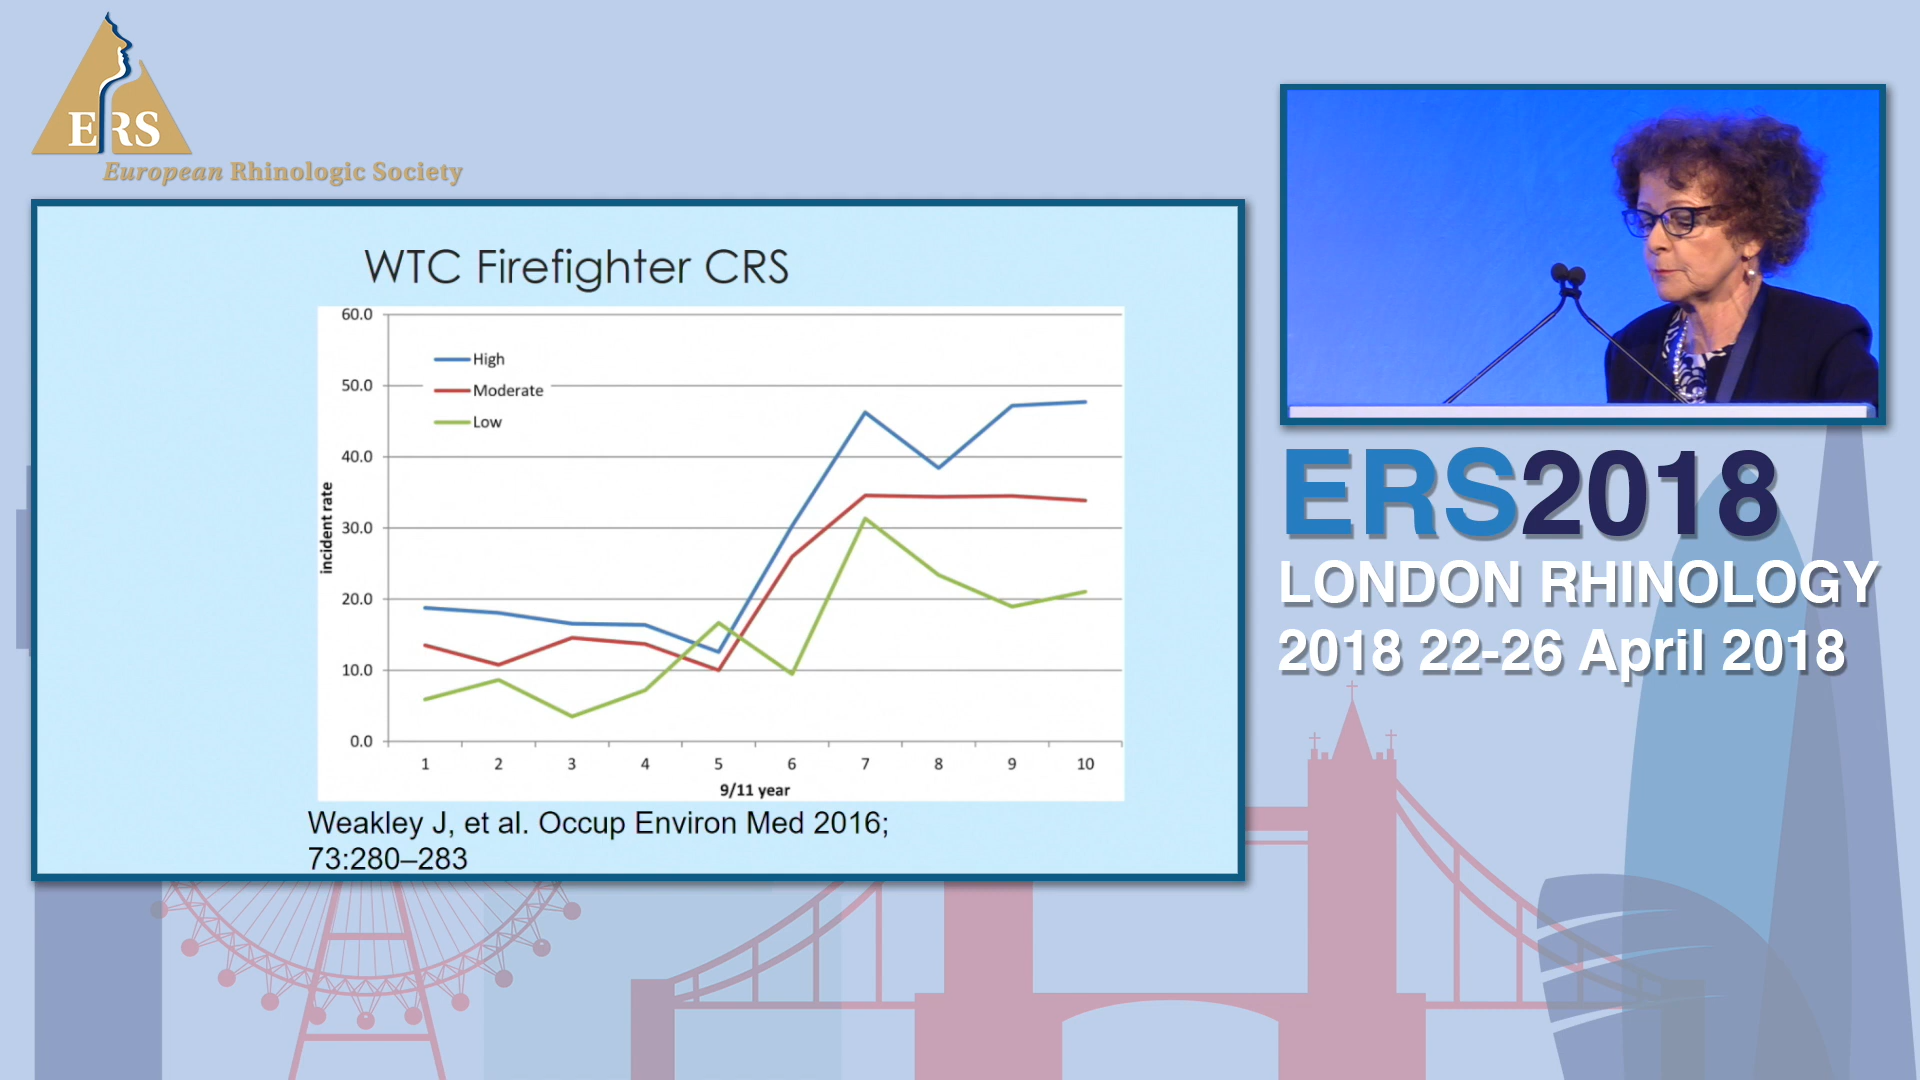 ERS
European Rhinologic Society
WTC Firefighter CRS
60.0
50.0
40.0
30.0
20.0
10.0
0.0
High
Moderate
Low
incident rate
1 2 3 4 5 6 7 8 9 10
9/11 year
Weakley J, et al. Occup Environ Med 2016;
73:280–283
ERS2018
LONDON RHINOLOGY
2018 22-26 April 2018